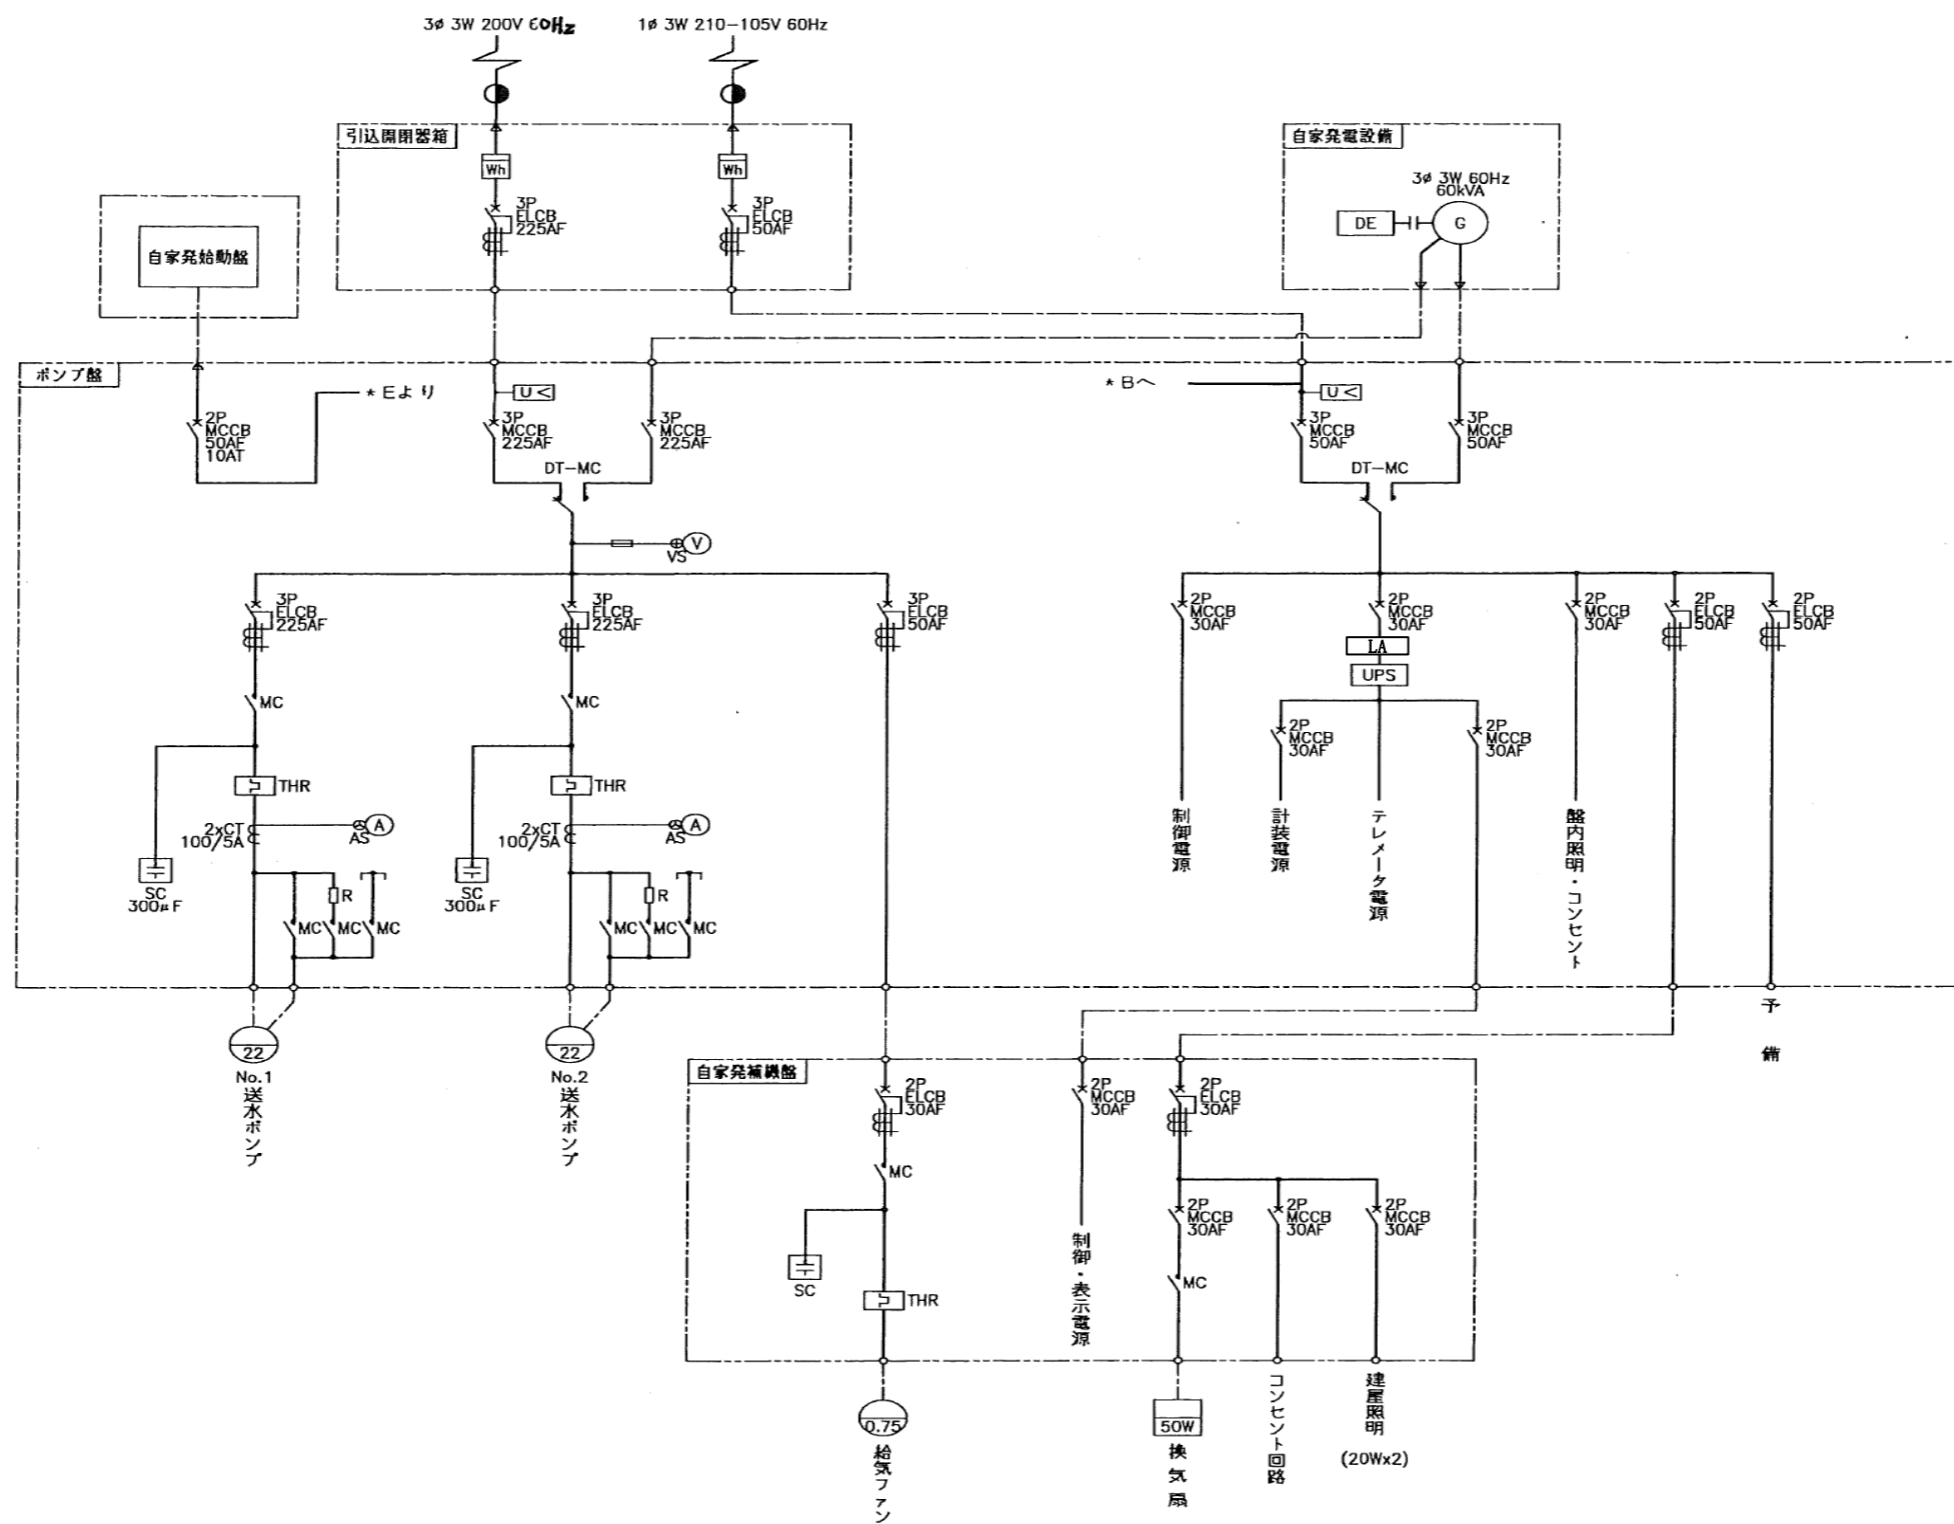 3ø 3W 200V 60Hz
1ø 3W 210-105V 60Hz
引込開閉器箱
Wh
Wh
3P
ELCB
225AF
3P
ELCB
50AF
自家発電設備
3ø 3W 60Hz
60kVA
DE
G
自家発始動盤
ポンプ盤
*Eより
2P
MCCB
50AF
10AT
U<
3P
MCCB
225AF
3P
MCCB
225AF
DT-MC
*Bへ
U<
3P
MCCB
50AF
3P
MCCB
50AF
DT-MC
V
VS
3P
ELCB
225AF
3P
ELCB
225AF
3P
ELCB
50AF
2P
MCCB
30AF
2P
MCCB
30AF
2P
MCCB
30AF
2P
ELCB
50AF
2P
ELCB
50AF
LA
UPS
MC
MC
2P
MCCB
30AF
2P
MCCB
30AF
THR
THR
2xCT
100/5A
A
AS
2xCT
100/5A
A
AS
SC
300μF
R
MC
MC
MC
SC
300μF
R
MC
MC
MC
制御電源
計装電源
テレメータ電源
盤内照明・コンセント
予備
22
No.1
送水ポンプ
22
No.2
送水ポンプ
自家発補機盤
2P
ELCB
30AF
2P
MCCB
30AF
2P
ELCB
30AF
MC
SC
THR
制御・表示電源
2P
MCCB
30AF
2P
MCCB
30AF
2P
MCCB
30AF
MC
0.75
給気ファン
50W
換気扇
コンセント回路
建屋照明
(20Wx2)